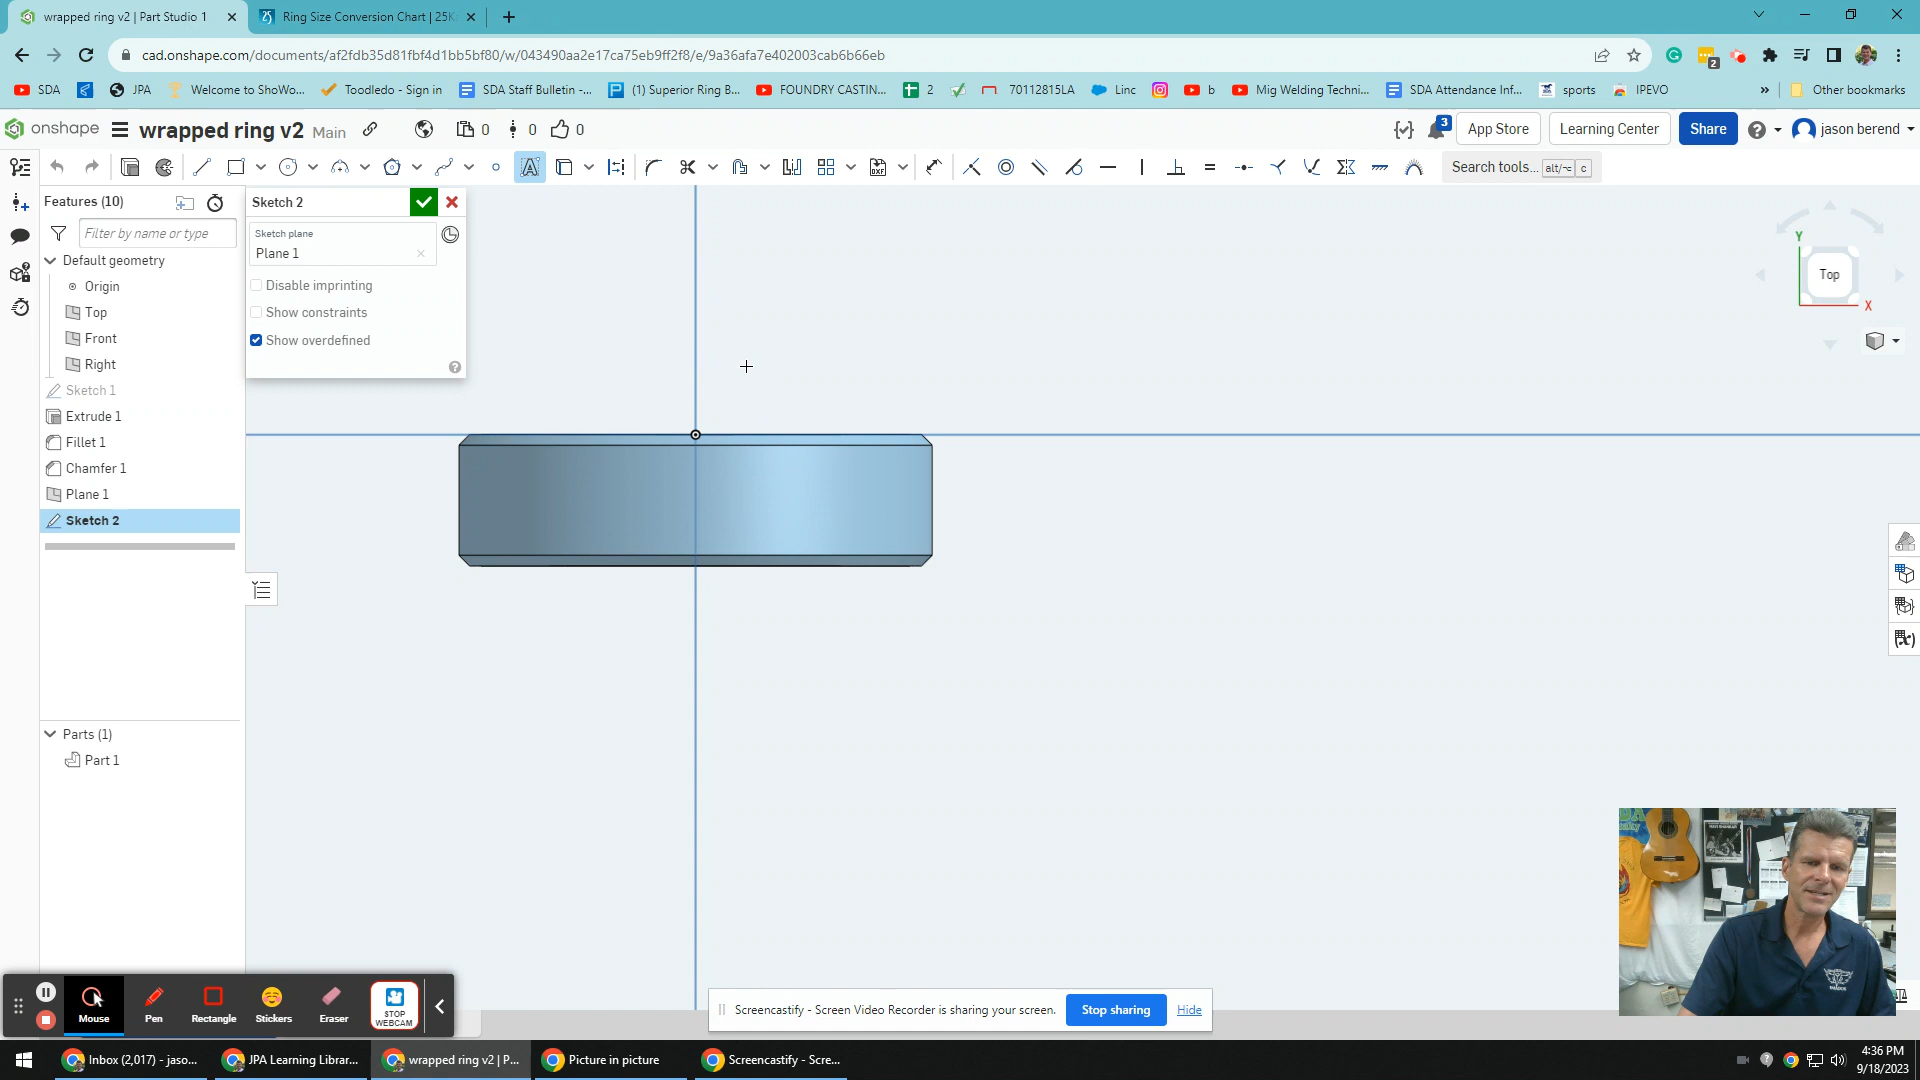 wrapped ring v2 | Part Studio 1
Ring Size Conversion Chart | 25K
cad.onshape.com/documents/af2fdb35d81fbf4d1bb5bf80/w/043490aa2e17ca75eb9ff2f8/e/9a36afa7e402003cab6b66eb
2
SDA
JPA
Welcome to ShoWo...
Toodledo - Sign in
SDA Staff Bulletin -...
(1) Superior Ring B...
FOUNDRY CASTIN...
2
70112815LA
Linc
b
Mig Welding Techni...
SDA Attendance Inf...
sports
IPEVO
»
Other bookmarks
onshape
wrapped ring v2 Main
0
0
0
3
App Store
Learning Center
Share
jason berend
Search tools... alt/⌥ c
Features (10)
Filter by name or type
Default geometry
Origin
Top
Front
Right
Sketch 1
Extrude 1
Fillet 1
Chamfer 1
Plane 1
Sketch 2
Sketch 2
Sketch plane
Plane 1
Disable imprinting
Show constraints
Show overdefined
Y
Top
X
Parts (1)
Part 1
Mouse
Pen
Rectangle
Stickers
Eraser
STOP
WEBCAM
Screencastify - Screen Video Recorder is sharing your screen.
Stop sharing
Hide
Inbox (2,017) - jaso...
JPA Learning Librar...
wrapped ring v2 | P...
Picture in picture
Screencastify - Scre...
4:36 PM
9/18/2023